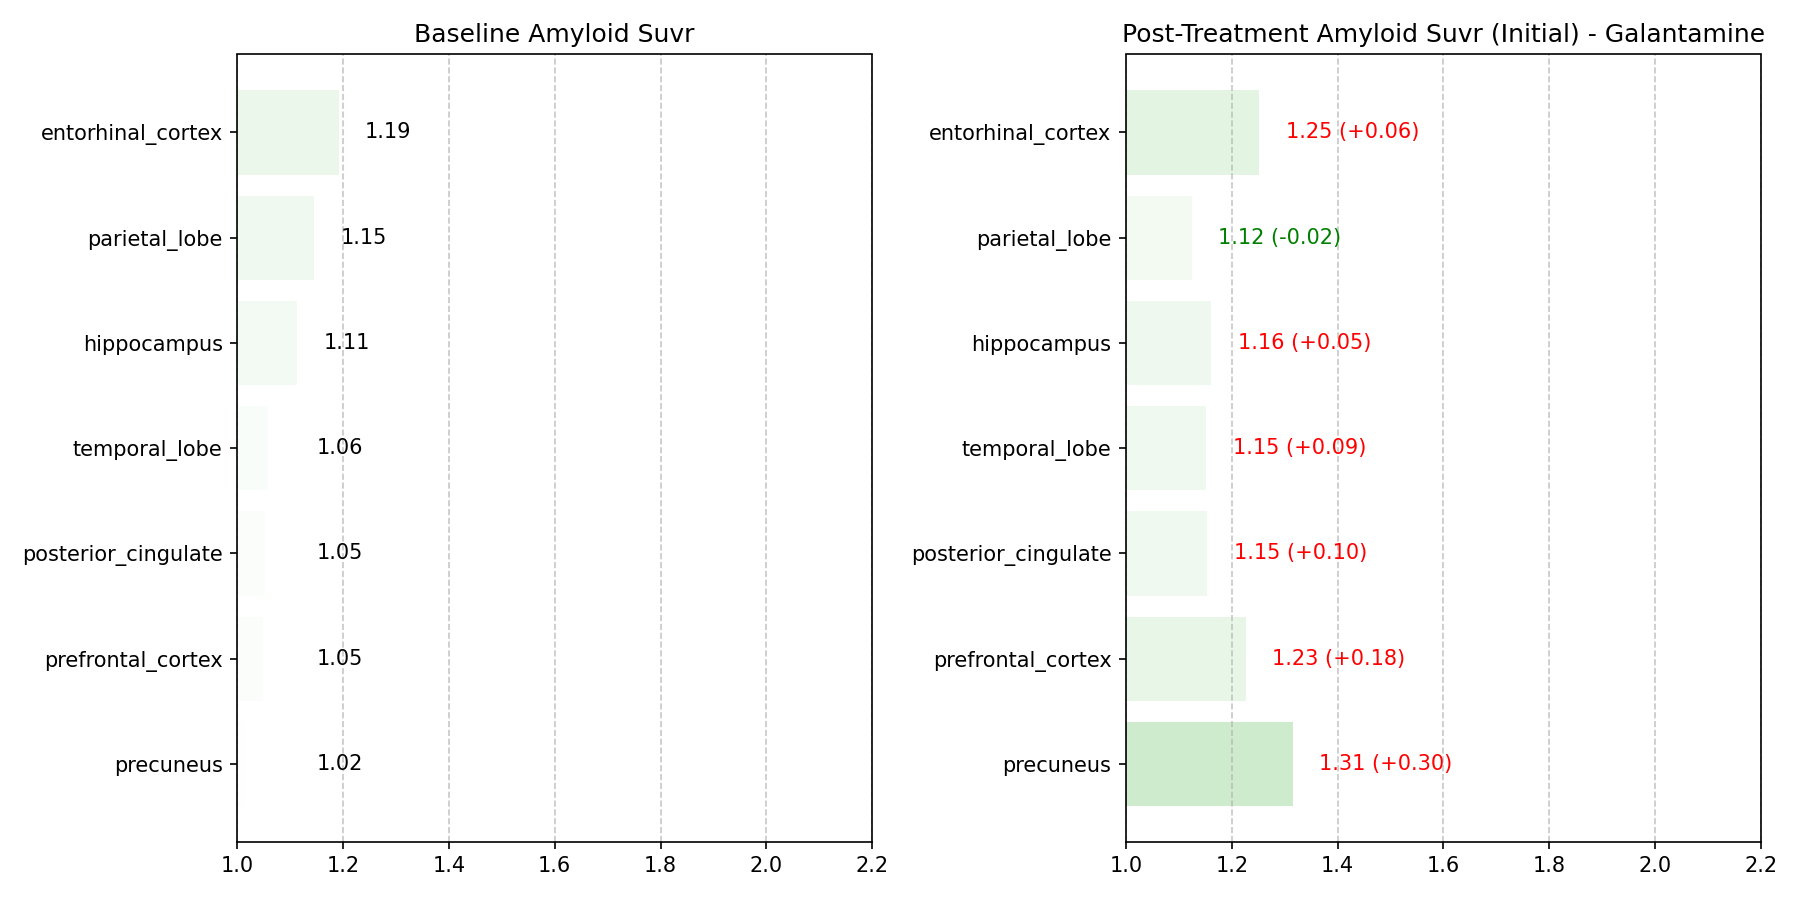 Baseline Amyloid Suvr
entorhinal_cortex 1.19
parietal_lobe 1.15
hippocampus 1.11
temporal_lobe 1.06
posterior_cingulate 1.05
prefrontal_cortex 1.05
precuneus 1.02
1.0 1.2 1.4 1.6 1.8 2.0 2.2
Post-Treatment Amyloid Suvr (Initial) - Galantamine
entorhinal_cortex 1.25 (+0.06)
parietal_lobe 1.12 (-0.02)
hippocampus 1.16 (+0.05)
temporal_lobe 1.15 (+0.09)
posterior_cingulate 1.15 (+0.10)
prefrontal_cortex 1.23 (+0.18)
precuneus 1.31 (+0.30)
1.0 1.2 1.4 1.6 1.8 2.0 2.2